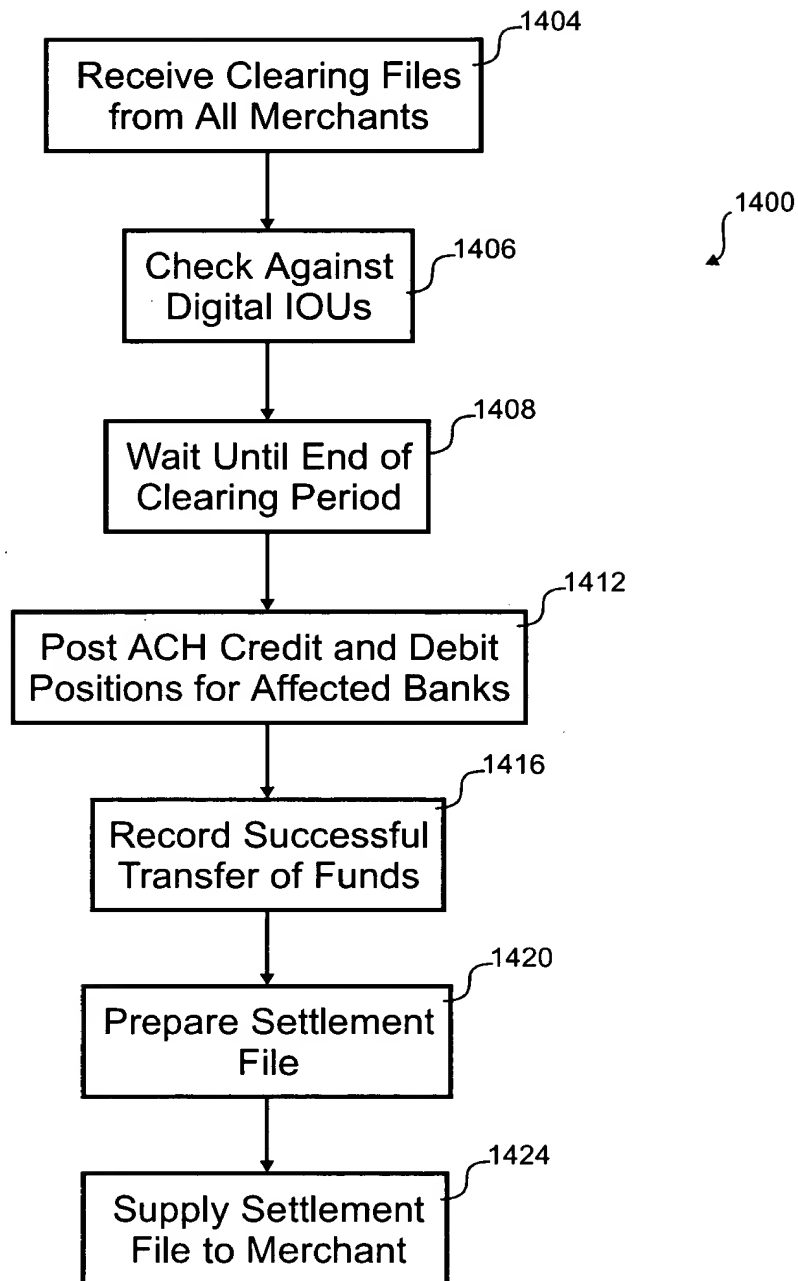 1404
Receive Clearing Files
from All Merchants
1400
1406
Check Against
Digital IOUs
1408
Wait Until End of
Clearing Period
1412
Post ACH Credit and Debit
Positions for Affected Banks
1416
Record Successful
Transfer of Funds
1420
Prepare Settlement
File
1424
Supply Settlement
File to Merchant